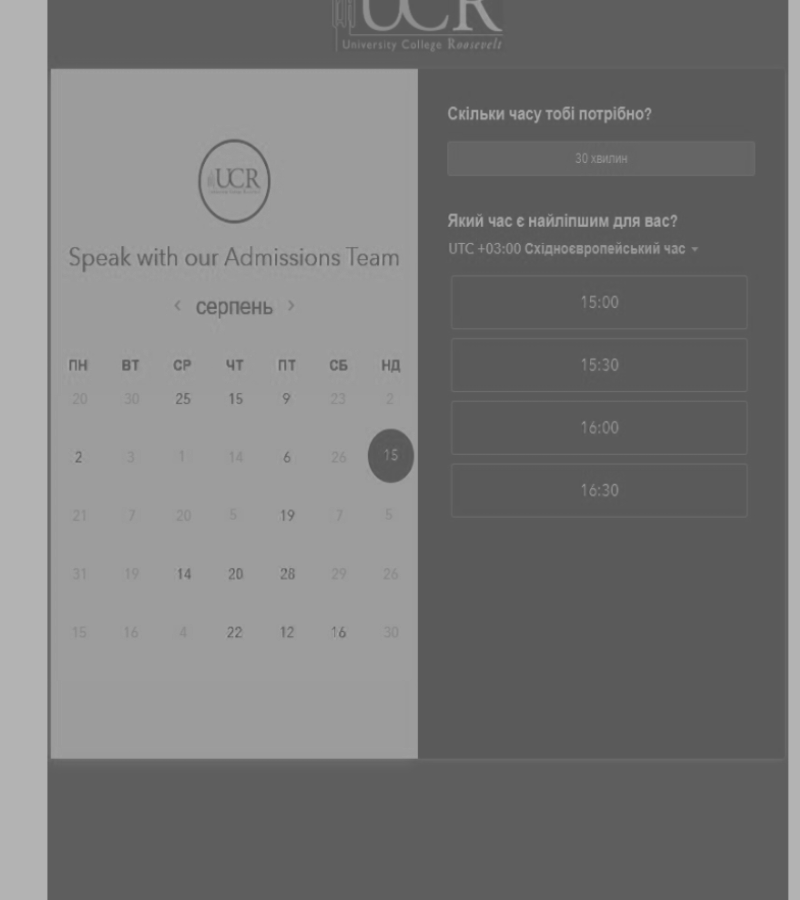 UCR
University College Roosevelt
UCR
Speak with our Admissions Team
< серпень >
ПН ВТ СР ЧТ ПТ СБ НД
20 30 25 15 9 23 2
2 3 1 14 6 26 15
21 7 20 5 19 7 5
31 19 14 20 28 29 26
15 16 4 22 12 16 30
Скільки часу тобі потрібно?
30 хвилин
Який час є найліпшим для вас?
UTC +03:00 Східноєвропейський час
15:00
15:30
16:00
16:30